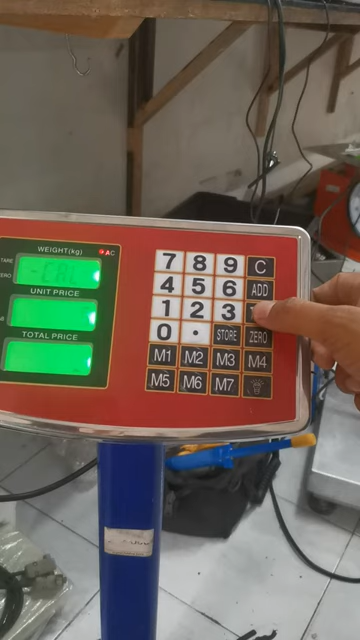 WEIGHT(kg)
AC
TARE
ZERO
-CAL
UNIT PRICE
TOTAL PRICE
7 8 9 C
4 5 6 ADD
1 2 3
0 · STORE ZERO
M1 M2 M3 M4
M5 M6 M7